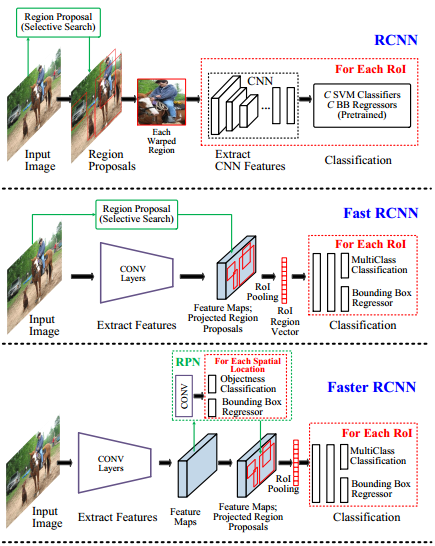 Region Proposal
(Selective Search)
RCNN
For Each RoI
CNN
C SVM Classifiers
C BB Regressors
(Pretrained)
Input
Image
Region
Proposals
Each
Warped
Region
Extract
CNN Features
Classification
Region Proposal
(Selective Search)
Fast RCNN
For Each RoI
CONV
Layers
MultiClass
Classification
Bounding Box
Regressor
Input
Image
Extract Features
Feature Maps;
Projected Region
Proposals
RoI
Pooling
RoI
Region
Vector
Classification
RPN
For Each Spatial
Location
CONV
Objectness
Classification
Bounding Box
Regressor
Faster RCNN
For Each RoI
CONV
Layers
MultiClass
Classification
Bounding Box
Regressor
Input
Image
Extract Features
Feature
Maps
Feature Maps;
Projected Region
Proposals
RoI
Pooling
Classification